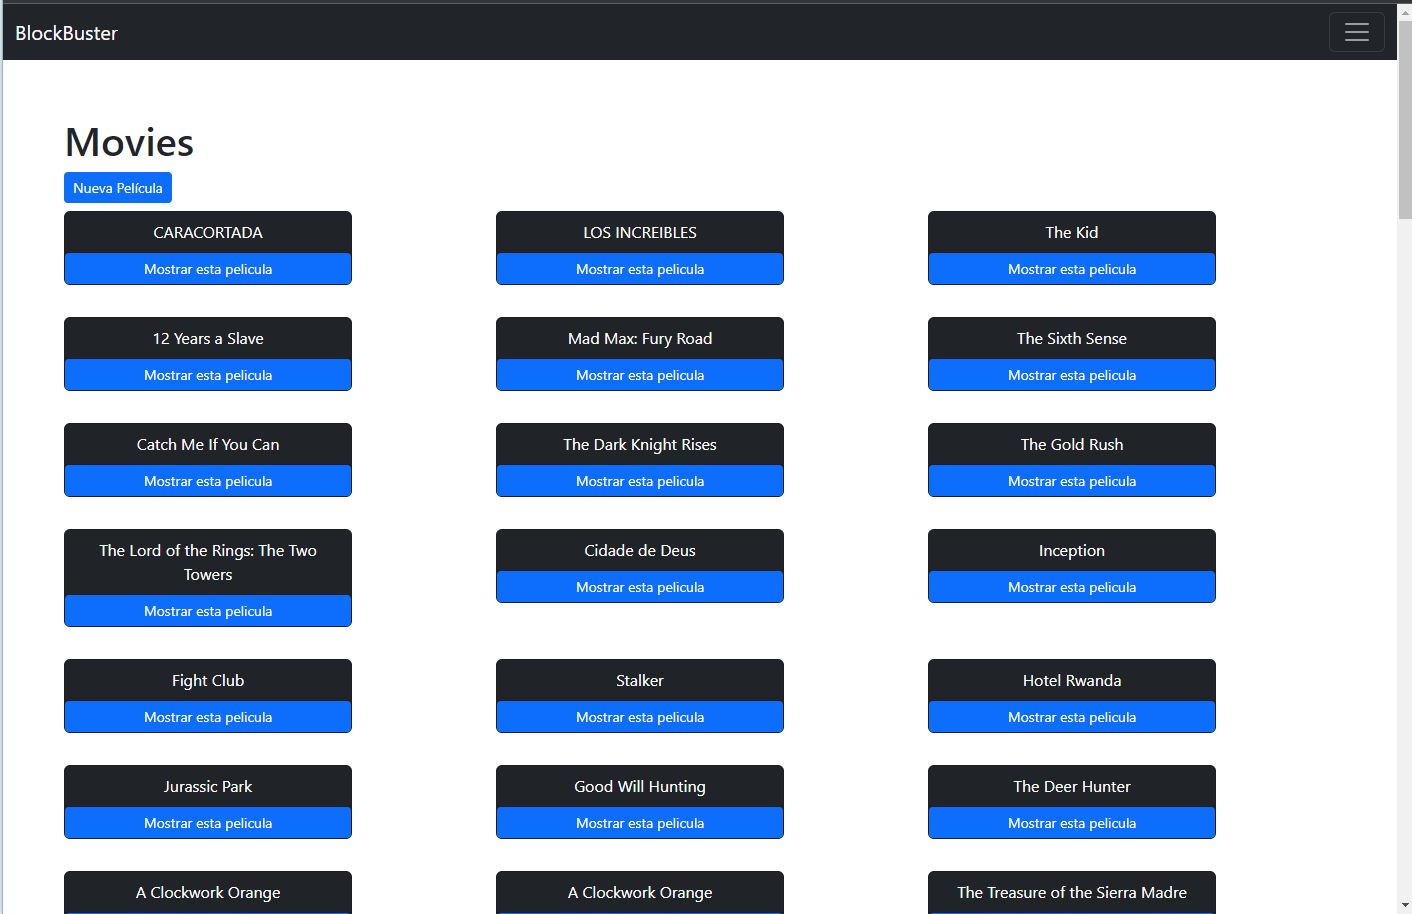 BlockBuster
Movies
Nueva Película
CARACORTADA
Mostrar esta pelicula
LOS INCREIBLES
Mostrar esta pelicula
The Kid
Mostrar esta pelicula
12 Years a Slave
Mostrar esta pelicula
Mad Max: Fury Road
Mostrar esta pelicula
The Sixth Sense
Mostrar esta pelicula
Catch Me If You Can
Mostrar esta pelicula
The Dark Knight Rises
Mostrar esta pelicula
The Gold Rush
Mostrar esta pelicula
The Lord of the Rings: The Two
Towers
Mostrar esta pelicula
Cidade de Deus
Mostrar esta pelicula
Inception
Mostrar esta pelicula
Fight Club
Mostrar esta pelicula
Stalker
Mostrar esta pelicula
Hotel Rwanda
Mostrar esta pelicula
Jurassic Park
Mostrar esta pelicula
Good Will Hunting
Mostrar esta pelicula
The Deer Hunter
Mostrar esta pelicula
A Clockwork Orange
A Clockwork Orange
The Treasure of the Sierra Madre